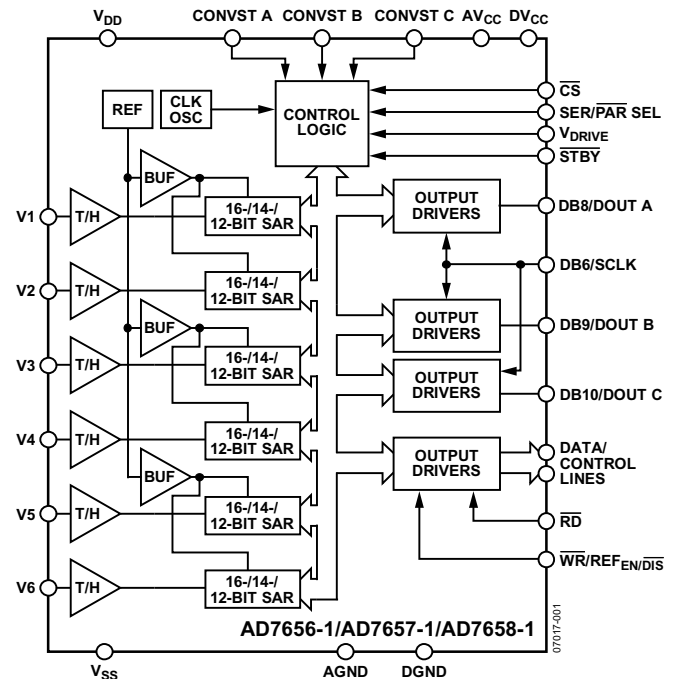 VDD
CONVST A
CONVST B
CONVST C
AVCC
DVCC
REF
CLK
OSC
CONTROL
LOGIC
CS
SER/PAR SEL
VDRIVE
STBY
BUF
V1
T/H
16-/14-/
12-BIT SAR
OUTPUT
DRIVERS
DB8/DOUT A
V2
T/H
16-/14-/
12-BIT SAR
DB6/SCLK
BUF
OUTPUT
DRIVERS
DB9/DOUT B
V3
T/H
16-/14-/
12-BIT SAR
OUTPUT
DRIVERS
DB10/DOUT C
V4
T/H
16-/14-/
12-BIT SAR
OUTPUT
DRIVERS
DATA/
CONTROL
LINES
BUF
V5
T/H
16-/14-/
12-BIT SAR
RD
WR/REFEN/DIS
V6
T/H
16-/14-/
12-BIT SAR
AD7656-1/AD7657-1/AD7658-1
07017-001
VSS
AGND
DGND